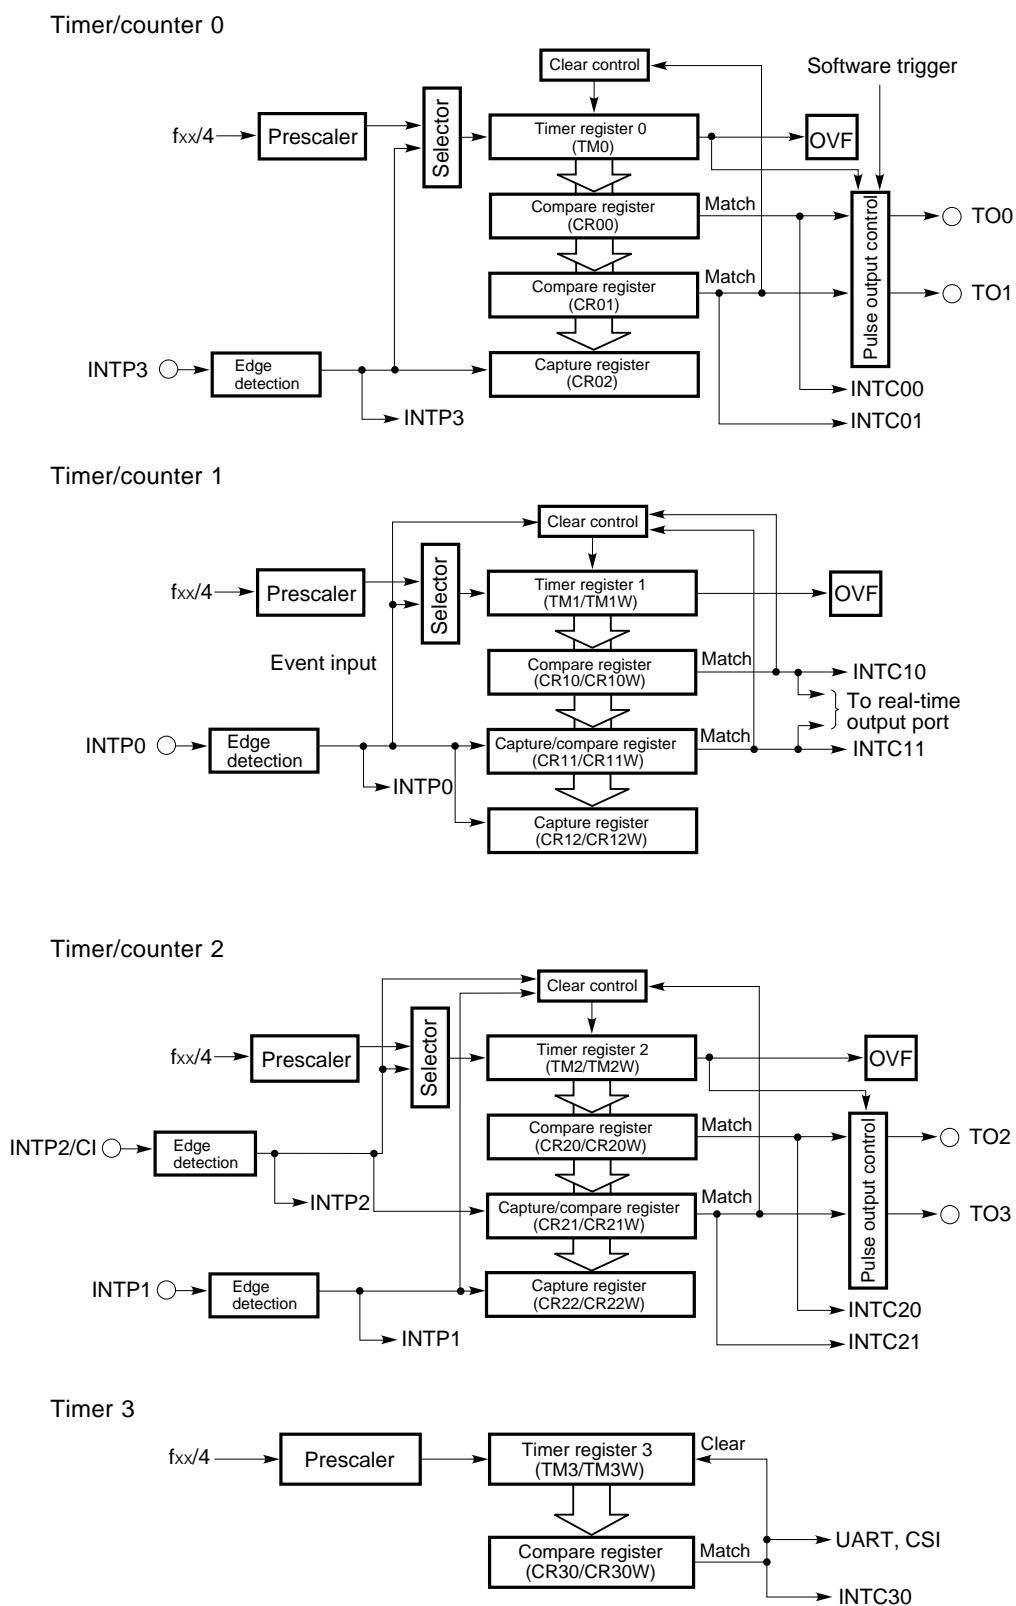 Timer/counter 0
Clear control
Software trigger
fxx/4
Prescaler
Selector
Timer register 0
(TM0)
OVF
Compare register
(CR00)
Match
Pulse output control
TO0
Compare register
(CR01)
Match
TO1
INTP3
Edge
detection
Capture register
(CR02)
INTC00
INTP3
INTC01
Timer/counter 1
Clear control
fxx/4
Prescaler
Selector
Timer register 1
(TM1/TM1W)
OVF
Event input
Compare register
(CR10/CR10W)
Match
INTC10
To real-time
output port
INTP0
Edge
detection
Capture/compare register
(CR11/CR11W)
Match
INTC11
INTP0
Capture register
(CR12/CR12W)
Timer/counter 2
Clear control
fxx/4
Prescaler
Selector
Timer register 2
(TM2/TM2W)
OVF
INTP2/CI
Edge
detection
Compare register
(CR20/CR20W)
Match
Pulse output control
TO2
INTP2
Capture/compare register
(CR21/CR21W)
Match
TO3
INTP1
Edge
detection
Capture register
(CR22/CR22W)
INTC20
INTP1
INTC21
Timer 3
fxx/4
Prescaler
Timer register 3
(TM3/TM3W)
Clear
UART, CSI
Compare register
(CR30/CR30W)
Match
INTC30